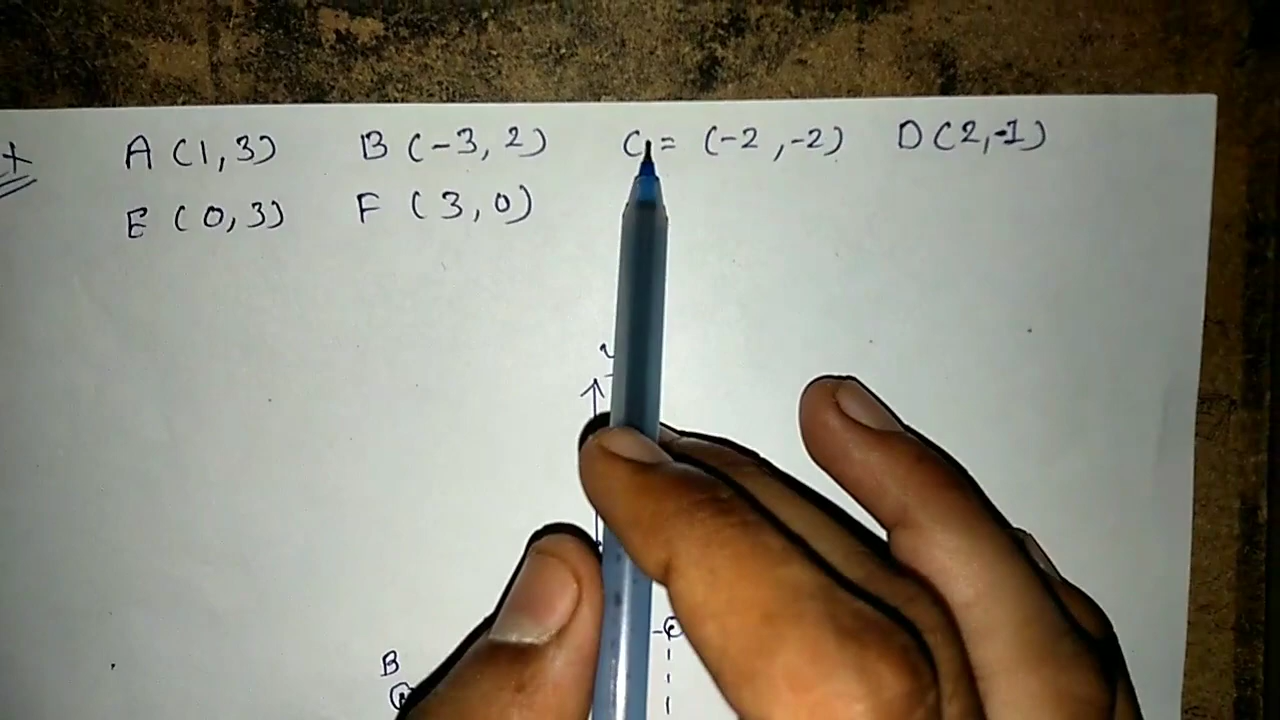 A (1, 3) B (-3, 2) C = (-2, -2) D (2, -1)
E (0, 3) F (3, 0)
B